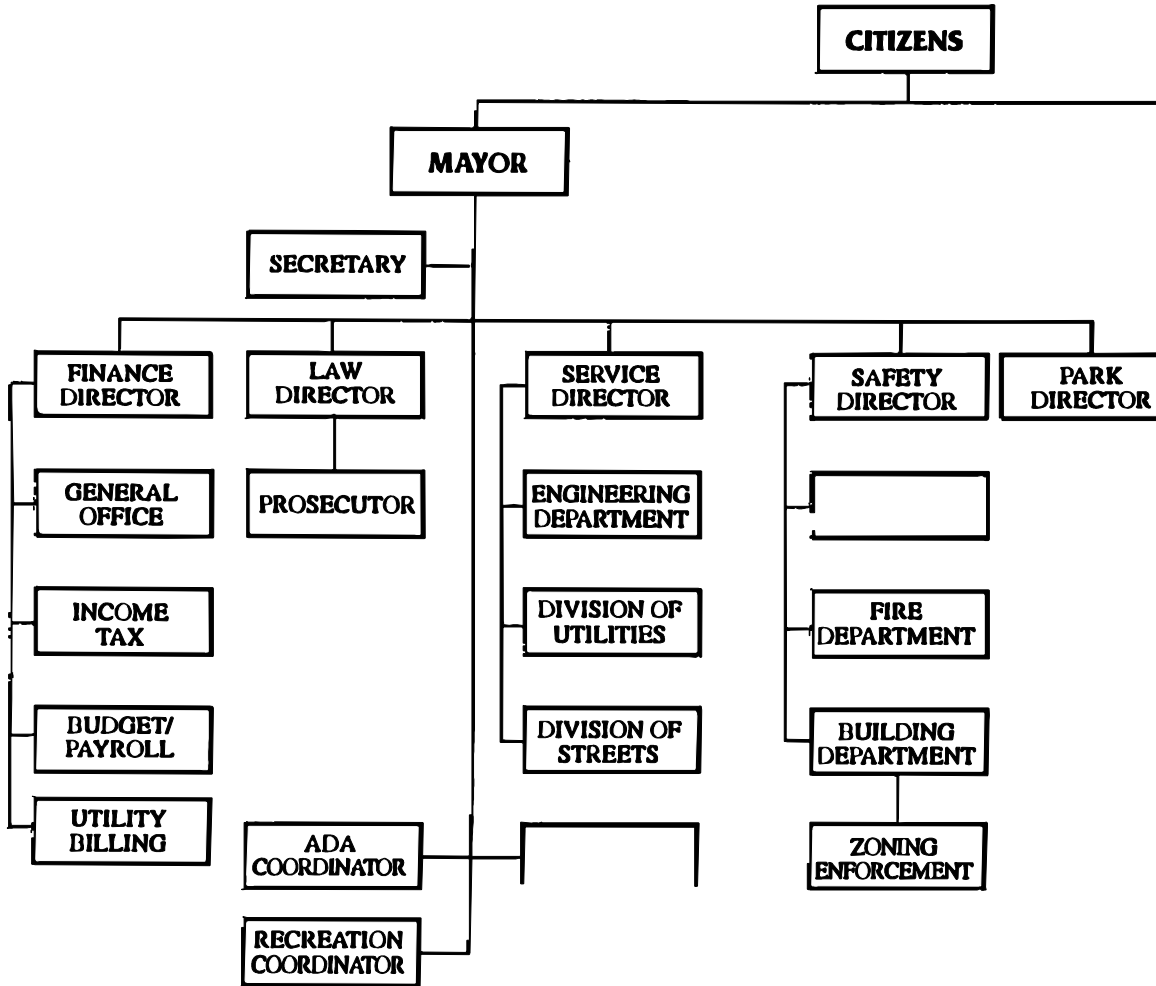 CITIZENS
MAYOR
SECRETARY
FINANCE
DIRECTOR
LAW
DIRECTOR
SERVICE
DIRECTOR
SAFETY
DIRECTOR
PARK
DIRECTOR
GENERAL
OFFICE
PROSECUTOR
ENGINEERING
DEPARTMENT
INCOME
TAX
DIVISION OF
UTILITIES
FIRE
DEPARTMENT
BUDGET/
PAYROLL
DIVISION OF
STREETS
BUILDING
DEPARTMENT
UTILITY
BILLING
ADA
COORDINATOR
ZONING
ENFORCEMENT
RECREATION
COORDINATOR